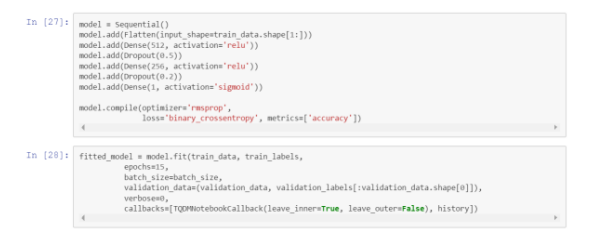 In [27]: model = Sequential()
model.add(Flatten(input_shape=train_data.shape[1:]))
model.add(Dense(512, activation='relu'))
model.add(Dropout(0.5))
model.add(Dense(256, activation='relu'))
model.add(Dropout(0.2))
model.add(Dense(1, activation='sigmoid'))
model.compile(optimizer='rmsprop',
loss='binary_crossentropy', metrics=['accuracy'])
In [28]: fitted_model = model.fit(train_data, train_labels,
epochs=15,
batch_size=batch_size,
validation_data=(validation_data, validation_labels[:validation_data.shape[0]]),
verbose=0,
callbacks=[TQDMNotebookCallback(leave_inner=True, leave_outer=False), history])